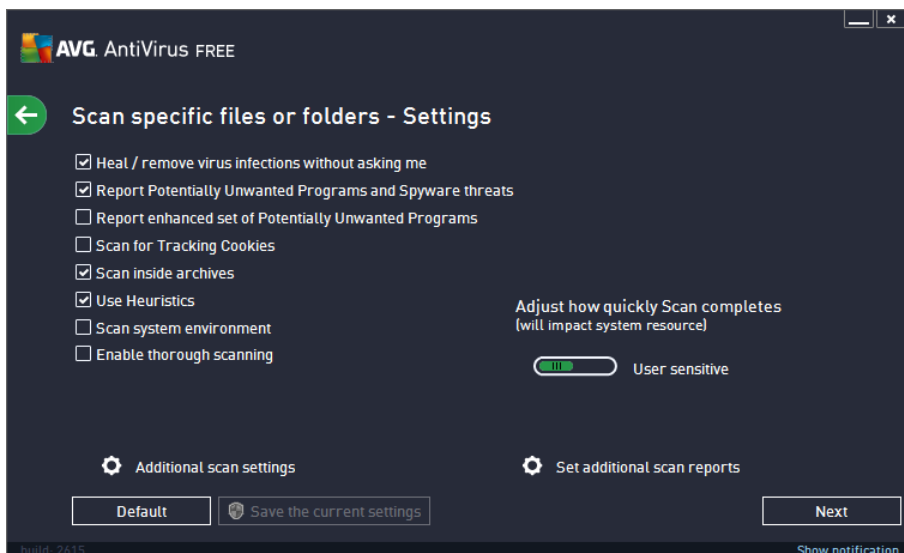 AVG. AntiVirus FREE
Scan specific files or folders - Settings
Heal / remove virus infections without asking me
Report Potentially Unwanted Programs and Spyware threats
Report enhanced set of Potentially Unwanted Programs
Scan for Tracking Cookies
Scan inside archives
Use Heuristics
Scan system environment
Enable thorough scanning
Adjust how quickly Scan completes
(will impact system resource)
User sensitive
Additional scan settings
Set additional scan reports
Default
Save the current settings
Next
build: 2615
Show notification